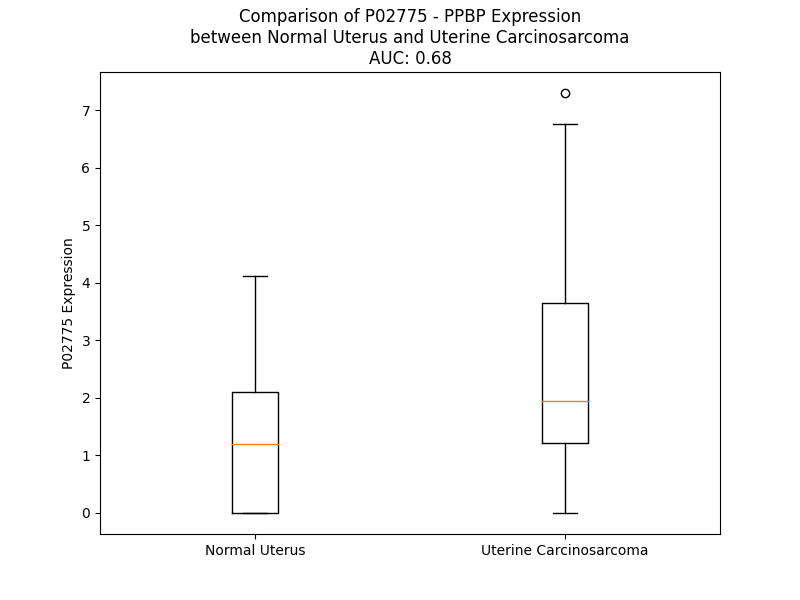 Comparison of P02775 - PPBP Expression
between Normal Uterus and Uterine Carcinosarcoma
AUC: 0.68
P02775 Expression
7
6
5
4
3
2
1
0
Normal Uterus
Uterine Carcinosarcoma